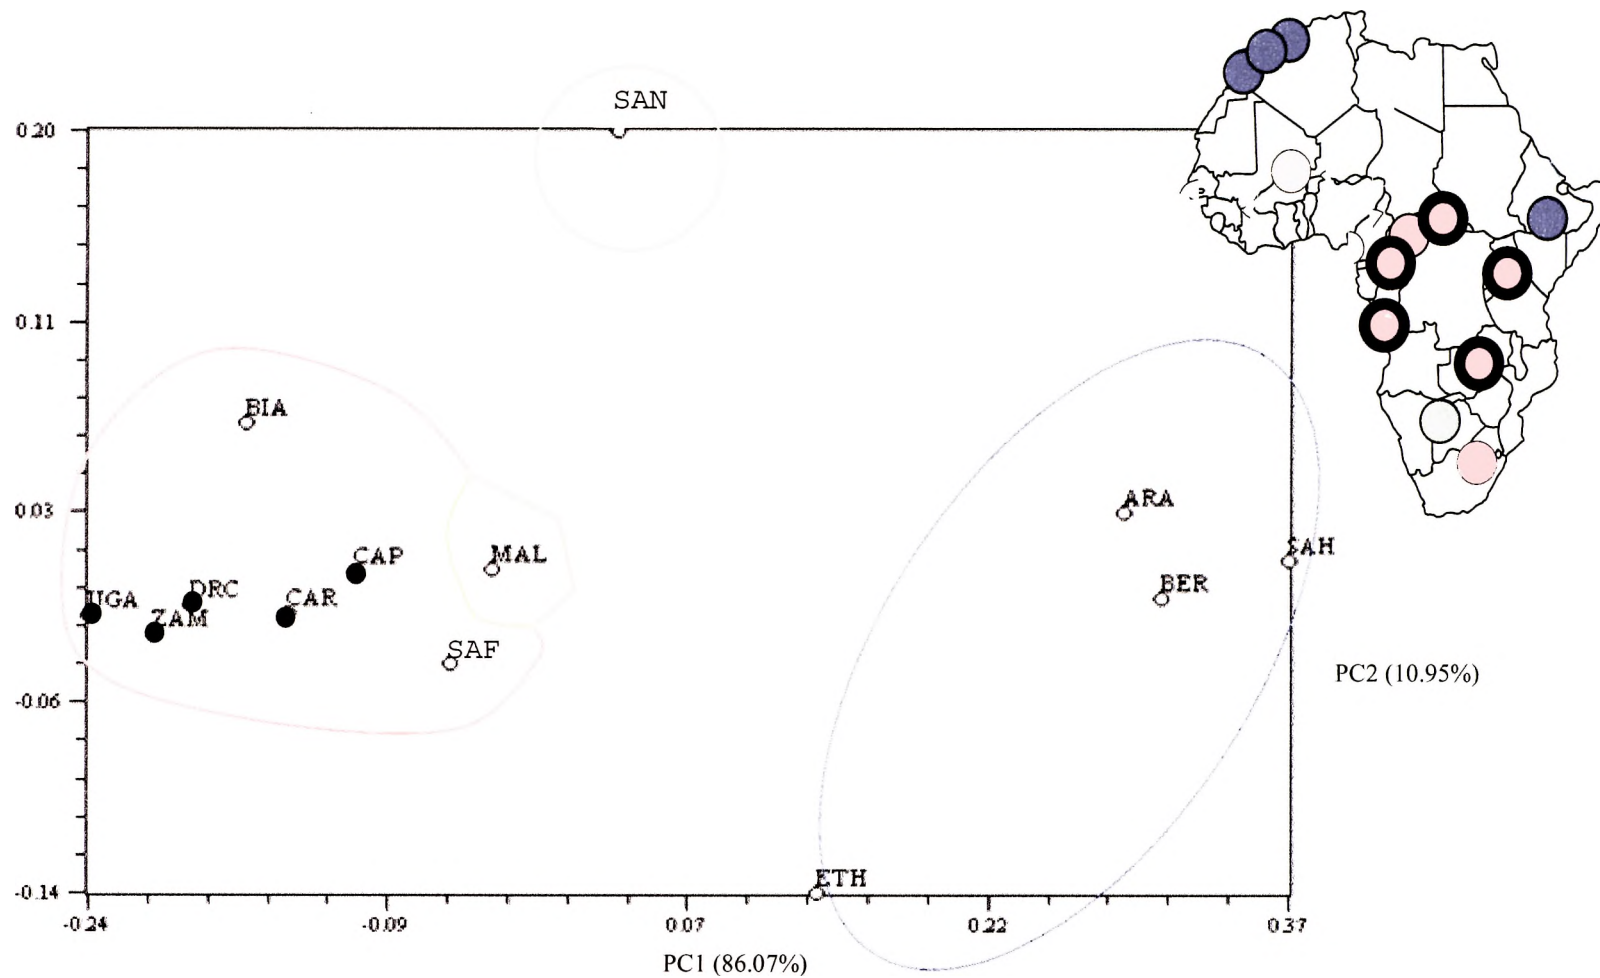 SAN
0.20
0.11
BIA
ARA
0.03
CAP
MAL
SAH
DRC
BER
UGA
CAR
ZAM
SAF
PC2 (10.95%)
-0.06
ETH
-0.14
-0.24
-0.09
0.07
0.22
0.37
PC1 (86.07%)